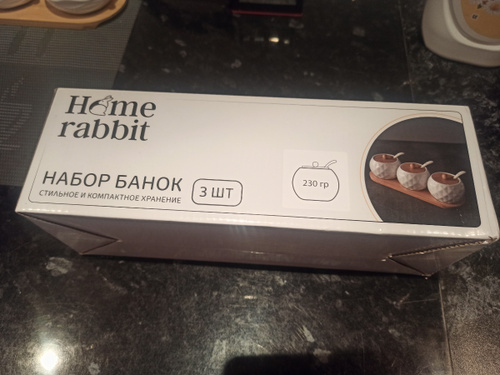 Home
rabbit
НАБОР БАНОК
СТИЛЬНОЕ И КОМПАКТНОЕ ХРАНЕНИЕ
3 ШТ
230 гр